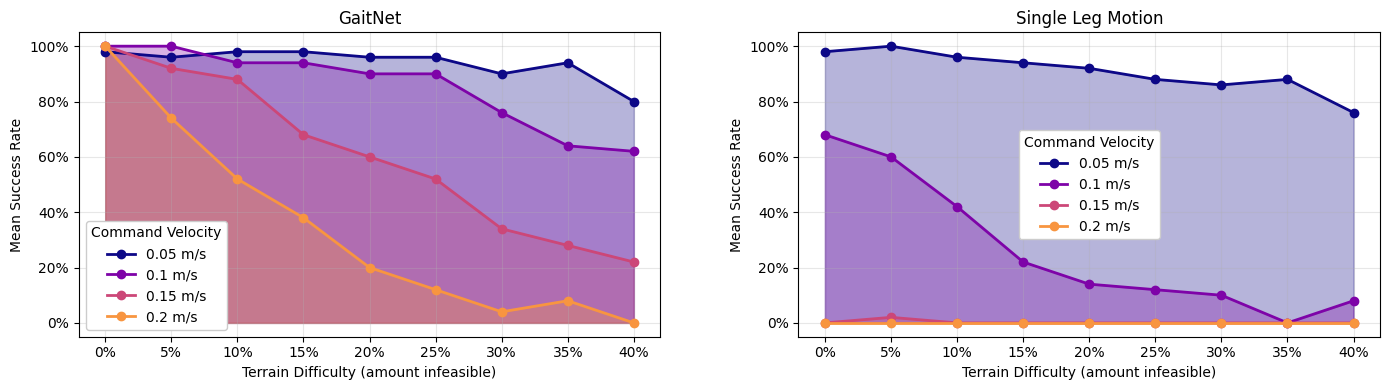 GaitNet
Mean Success Rate
100%
80%
60%
40%
20%
0%
Command Velocity
0.05 m/s
0.1 m/s
0.15 m/s
0.2 m/s
0% 5% 10% 15% 20% 25% 30% 35% 40%
Terrain Difficulty (amount infeasible)
Single Leg Motion
Mean Success Rate
100%
80%
60%
40%
20%
0%
Command Velocity
0.05 m/s
0.1 m/s
0.15 m/s
0.2 m/s
0% 5% 10% 15% 20% 25% 30% 35% 40%
Terrain Difficulty (amount infeasible)